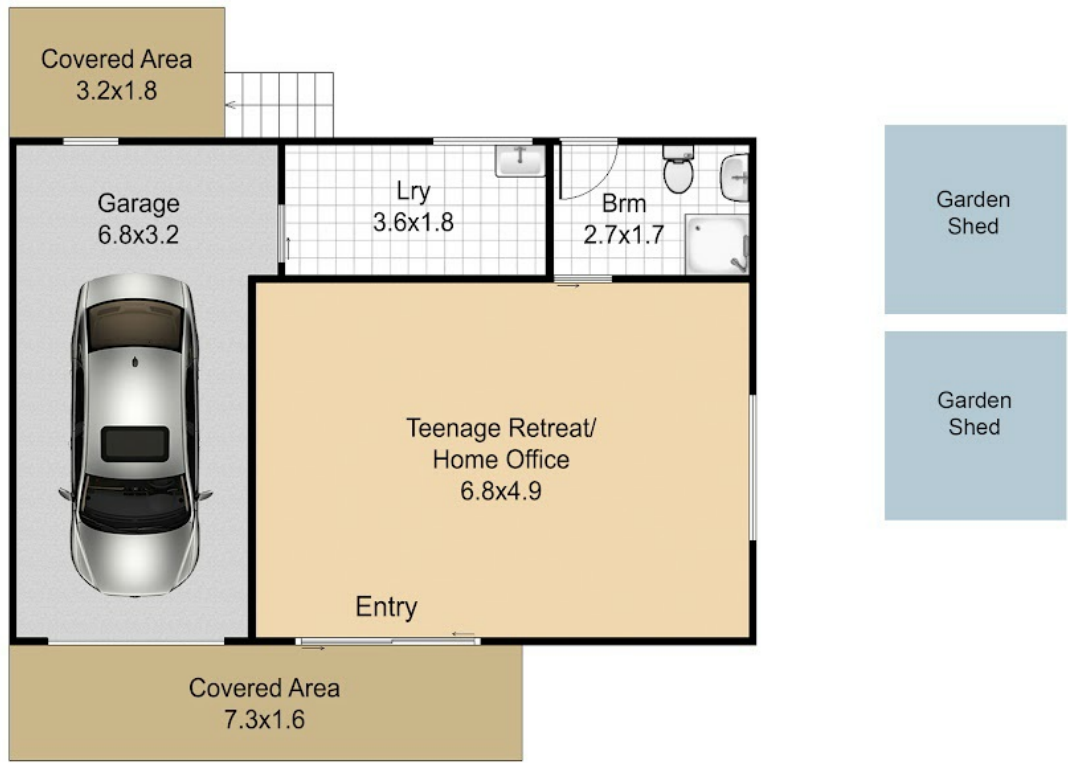 Covered Area
3.2x1.8
Garage
6.8x3.2
Lry
3.6x1.8
Brm
2.7x1.7
Garden
Shed
Garden
Shed
Teenage Retreat/
Home Office
6.8x4.9
Entry
Covered Area
7.3x1.6